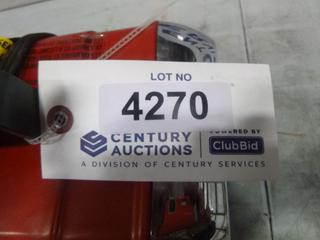 LOT NO
4270
CENTURY
AUCTIONS
POWERED BY
ClubBid
A DIVISION OF CENTURY SERVICES